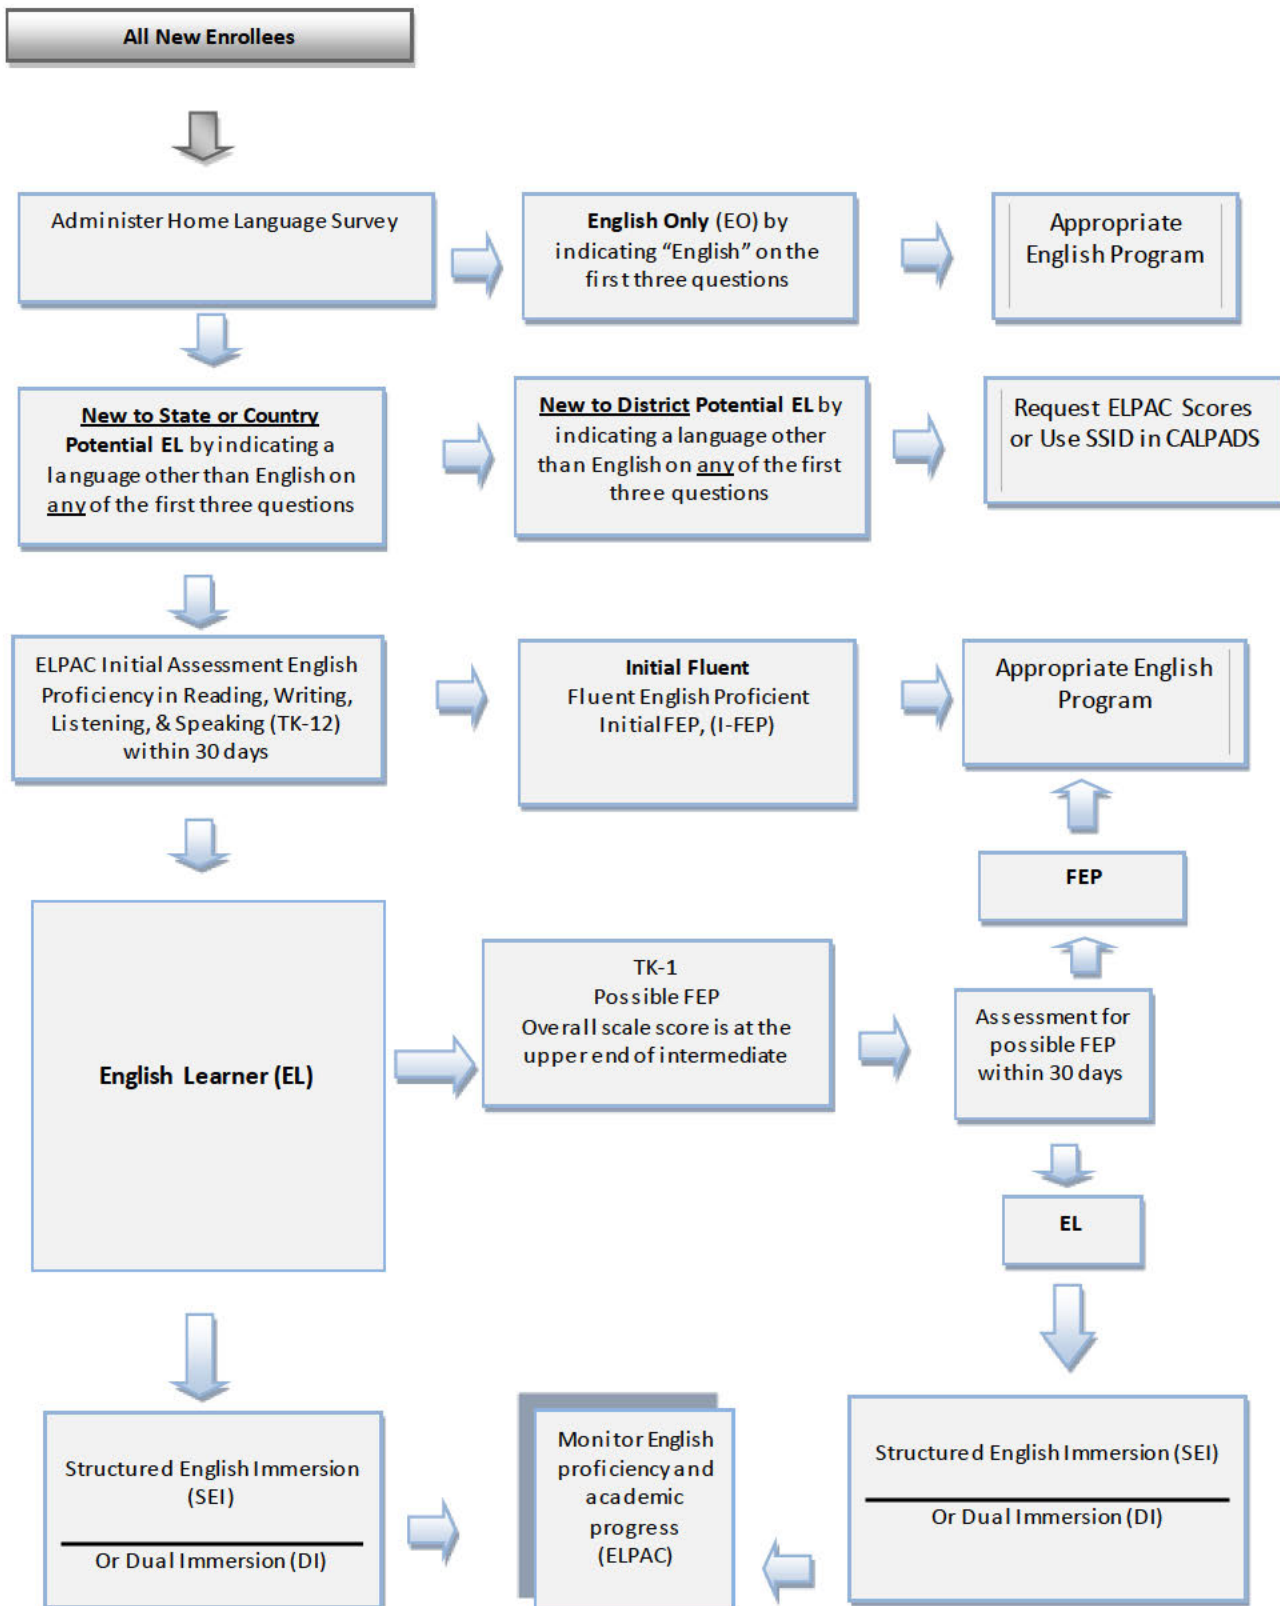 All New Enrollees
Administer Home Language Survey
English Only (EO) by
indicating “English” on the
first three questions
Appropriate
English Program
New to State or Country
Potential EL by indicating a
language other than English on
any of the first three questions
New to District Potential EL by
indicating a language other
than English on any of the first
three questions
Request ELPAC Scores
or Use SSID in CALPADS
ELPAC Initial Assessment English
Proficiency in Reading, Writing,
Listening, & Speaking (TK-12)
within 30 days
Initial Fluent
Fluent English Proficient
Initial FEP, (I-FEP)
Appropriate English
Program
FEP
English Learner (EL)
TK-1
Possible FEP
Overall scale score is at the
upper end of intermediate
Assessment for
possible FEP
within 30 days
EL
Structured English Immersion
(SEI)
Or Dual Immersion (DI)
Monitor English
proficiency and
academic
progress
(ELPAC)
Structured English Immersion (SEI)
Or Dual Immersion (DI)